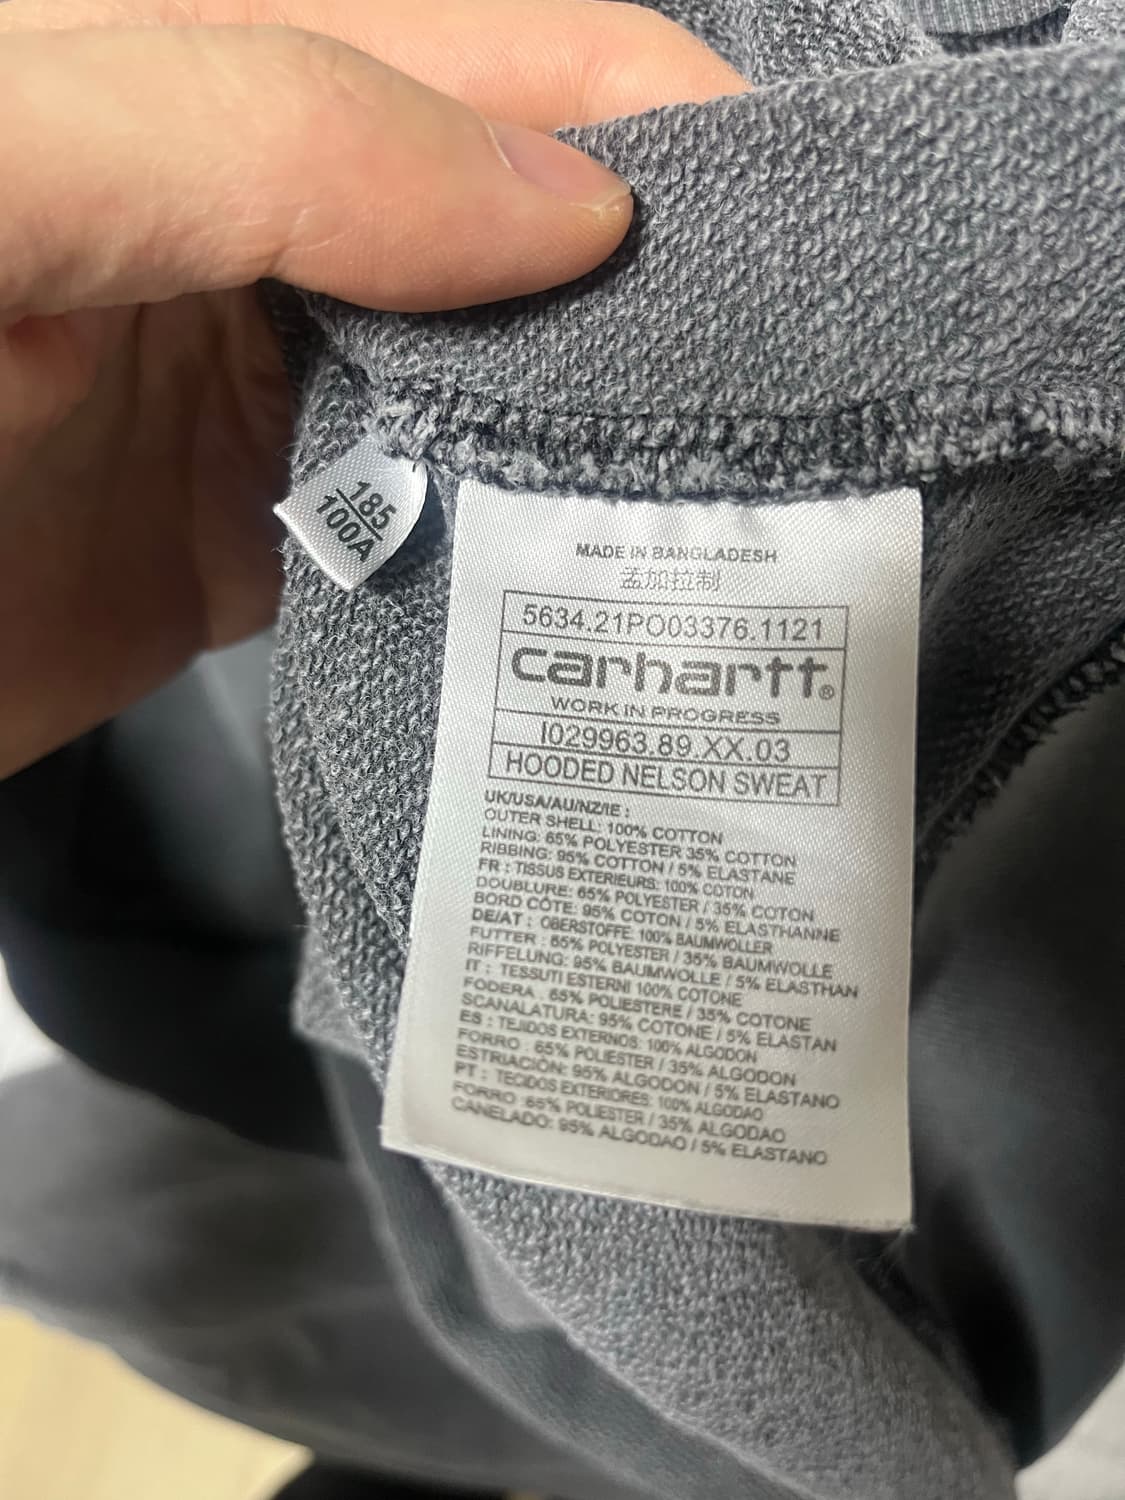 185
100A
MADE IN BANGLADESH
孟加拉制
5634.21PO03376.1121
carhartt®
WORK IN PROGRESS
I029963.89.XX.03
HOODED NELSON SWEAT
UK/USA/AU/NZ/IE :
OUTER SHELL: 100% COTTON
LINING: 65% POLYESTER 35% COTTON
RIBBING: 95% COTTON / 5% ELASTANE
FR : TISSUS EXTERIEURS: 100% COTON
DOUBLURE: 65% POLYESTER / 35% COTON
BORD CÔTE: 95% COTON / 5% ELASTHANNE
DE/AT : OBERSTOFFE: 100% BAUMWOLLER
FUTTER : 65% POLYESTER / 35% BAUMWOLLE
RIFFELUNG: 95% BAUMWOLLE / 5% ELASTHAN
IT : TESSUTI ESTERNI 100% COTONE
FODERA : 65% POLIESTERE / 35% COTONE
SCANALATURA: 95% COTONE / 5% ELASTAN
ES : TEJIDOS EXTERNOS: 100% ALGODON
FORRO : 65% POLIESTER / 35% ALGODON
ESTRIACION: 95% ALGODON / 5% ELASTANO
PT : TECIDOS EXTERIORES: 100% ALGODAO
FORRO :65% POLIESTER / 35% ALGODAO
CANELADO: 95% ALGODAO / 5% ELASTANO